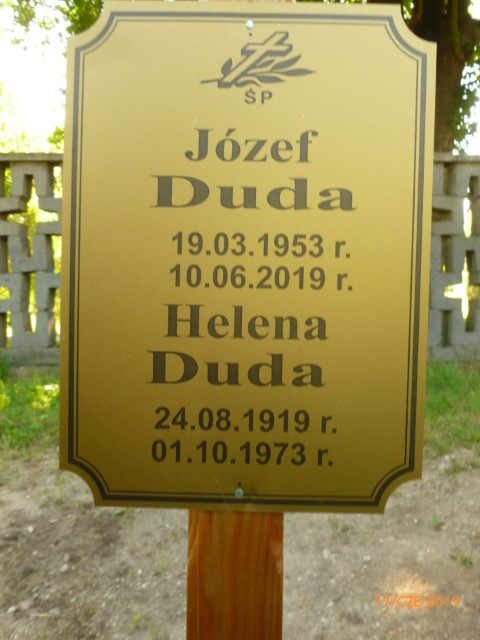 ŚP
Józef
Duda
19.03.1953 r.
10.06.2019 r.
Helena
Duda
24.08.1919 r.
01.10.1973 r.